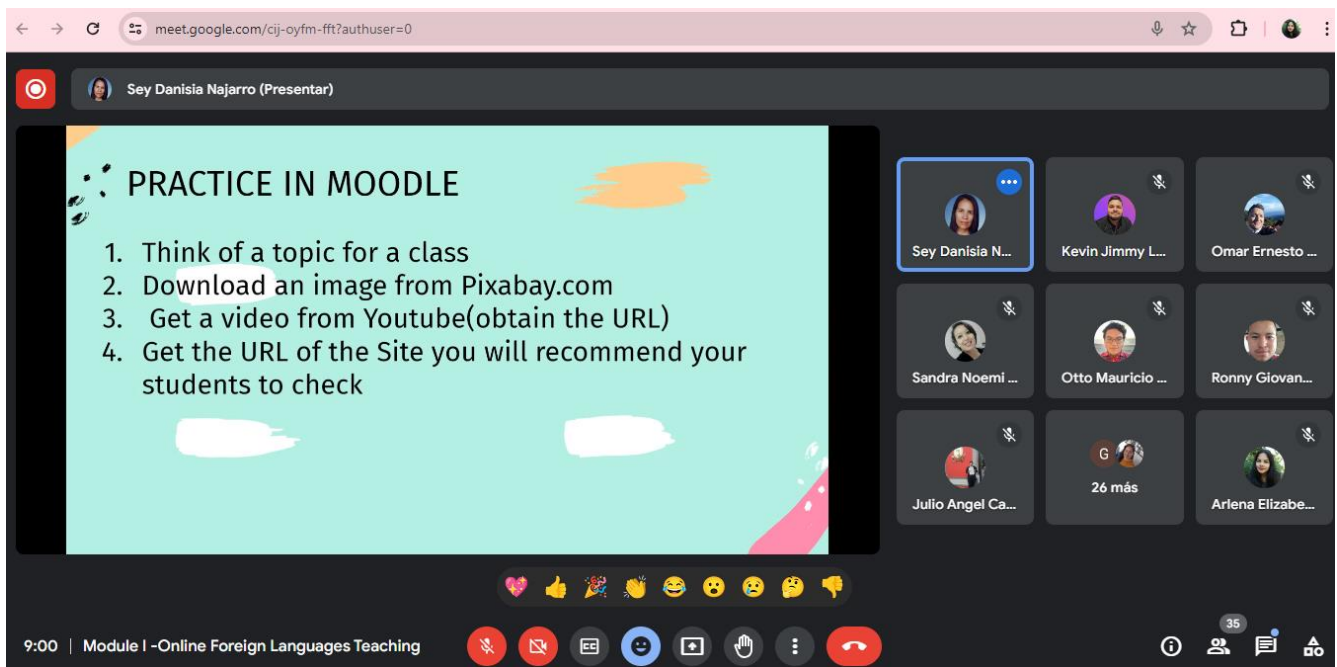 meet.google.com/cij-oyfm-fft?authuser=0
Sey Danisia Najarro (Presentar)
PRACTICE IN MOODLE
1. Think of a topic for a class
2. Download an image from Pixabay.com
3. Get a video from Youtube(obtain the URL)
4. Get the URL of the Site you will recommend your
students to check
Sey Danisia N...
Kevin Jimmy L...
Omar Ernesto ...
Sandra Noemi ...
Otto Mauricio ...
Ronny Giovan...
Julio Angel Ca...
G
26 más
Arlena Elizabe...
9:00 | Module I -Online Foreign Languages Teaching
CC
35